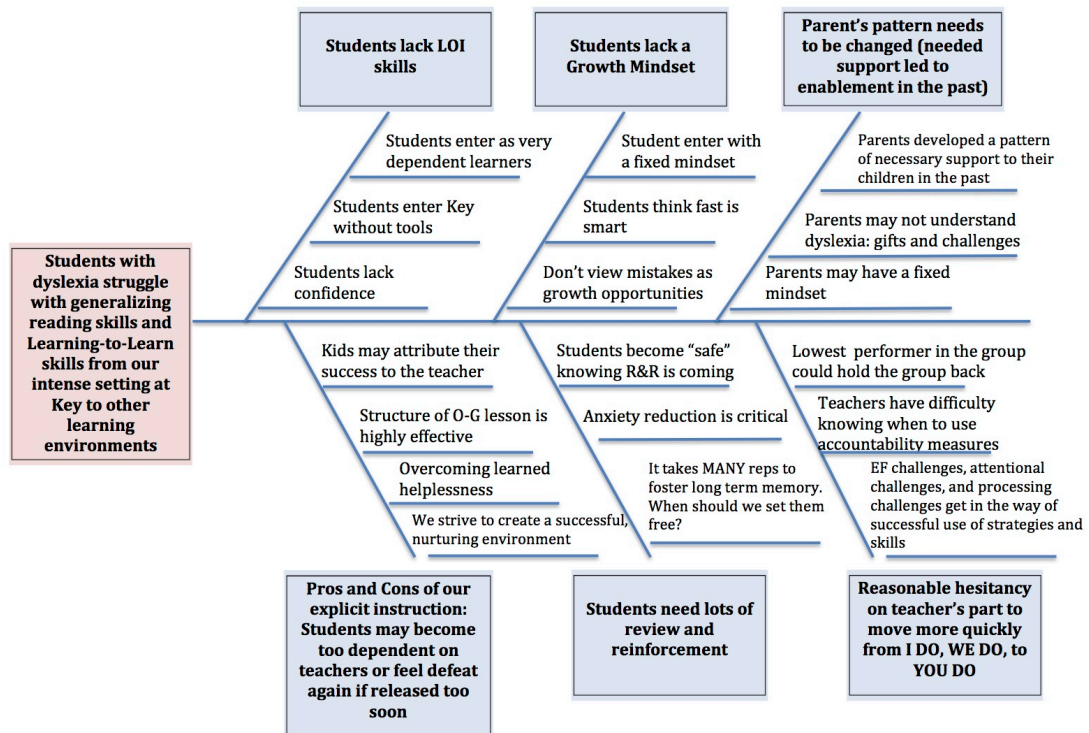 Students lack LOI
skills
Students lack a
Growth Mindset
Parent's pattern needs
to be changed (needed
support led to
enablement in the past)
Students enter as very
dependent learners
Students enter Key
without tools
Students lack
confidence
Student enter with
a fixed mindset
Students think fast is
smart
Don't view mistakes as
growth opportunities
Parents developed a pattern
of necessary support to their
children in the past
Parents may not understand
dyslexia: gifts and challenges
Parents may have a fixed
mindset
Students with
dyslexia struggle
with generalizing
reading skills and
Learning-to-Learn
skills from our
intense setting at
Key to other
learning
environments
Kids may attribute their
success to the teacher
Structure of O-G lesson is
highly effective
Overcoming learned
helplessness
We strive to create a successful,
nurturing environment
Students become “safe”
knowing R&R is coming
Anxiety reduction is critical
It takes MANY reps to
foster long term memory.
When should we set them
free?
Lowest performer in the group
could hold the group back
Teachers have difficulty
knowing when to use
accountability measures
EF challenges, attentional
challenges, and processing
challenges get in the way of
successful use of strategies and
skills
Pros and Cons of our
explicit instruction:
Students may become
too dependent on
teachers or feel defeat
again if released too
soon
Students need lots of
review and
reinforcement
Reasonable hesitancy
on teacher's part to
move more quickly
from I DO, WE DO, to
YOU DO